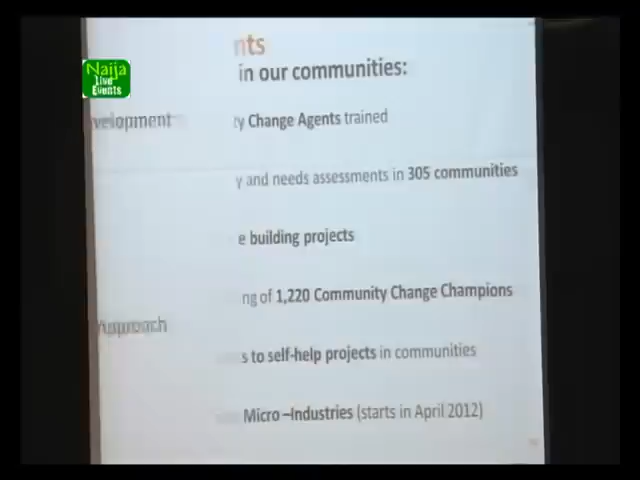 nts
in our communities:
Naija
Live
Events
velopment
ty Change Agents trained
y and needs assessments in 305 communities
e building projects
ng of 1,220 Community Change Champions
Approach
s to self-help projects in communities
Micro –Industries (starts in April 2012)